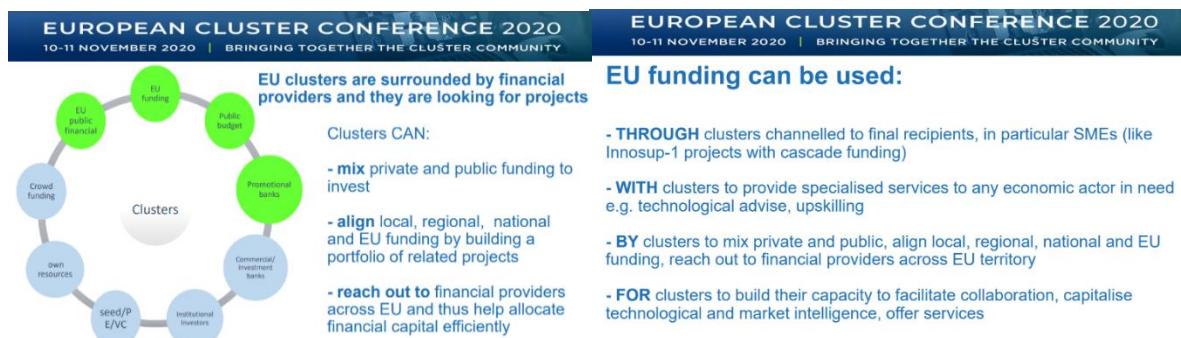 EUROPEAN CLUSTER CONFERENCE 2020
10-11 NOVEMBER 2020 | BRINGING TOGETHER THE CLUSTER COMMUNITY
EU clusters are surrounded by financial
providers and they are looking for projects
EU
funding
Public
budget
Promotional
banks
Commercial/
Investment
banks
Institutional
Investors
seed/P
E/VC
own
resources
Crowd
funding
EU
public
financial
Clusters
Clusters CAN:
- mix private and public funding to
invest
- align local, regional, national
and EU funding by building a
portfolio of related projects
- reach out to financial providers
across EU and thus help allocate
financial capital efficiently
EUROPEAN CLUSTER CONFERENCE 2020
10-11 NOVEMBER 2020 | BRINGING TOGETHER THE CLUSTER COMMUNITY
EU funding can be used:
- THROUGH clusters channelled to final recipients, in particular SMEs (like
Innosup-1 projects with cascade funding)
- WITH clusters to provide specialised services to any economic actor in need
e.g. technological advise, upskilling
- BY clusters to mix private and public, align local, regional, national and EU
funding, reach out to financial providers across EU territory
- FOR clusters to build their capacity to facilitate collaboration, capitalise
technological and market intelligence, offer services